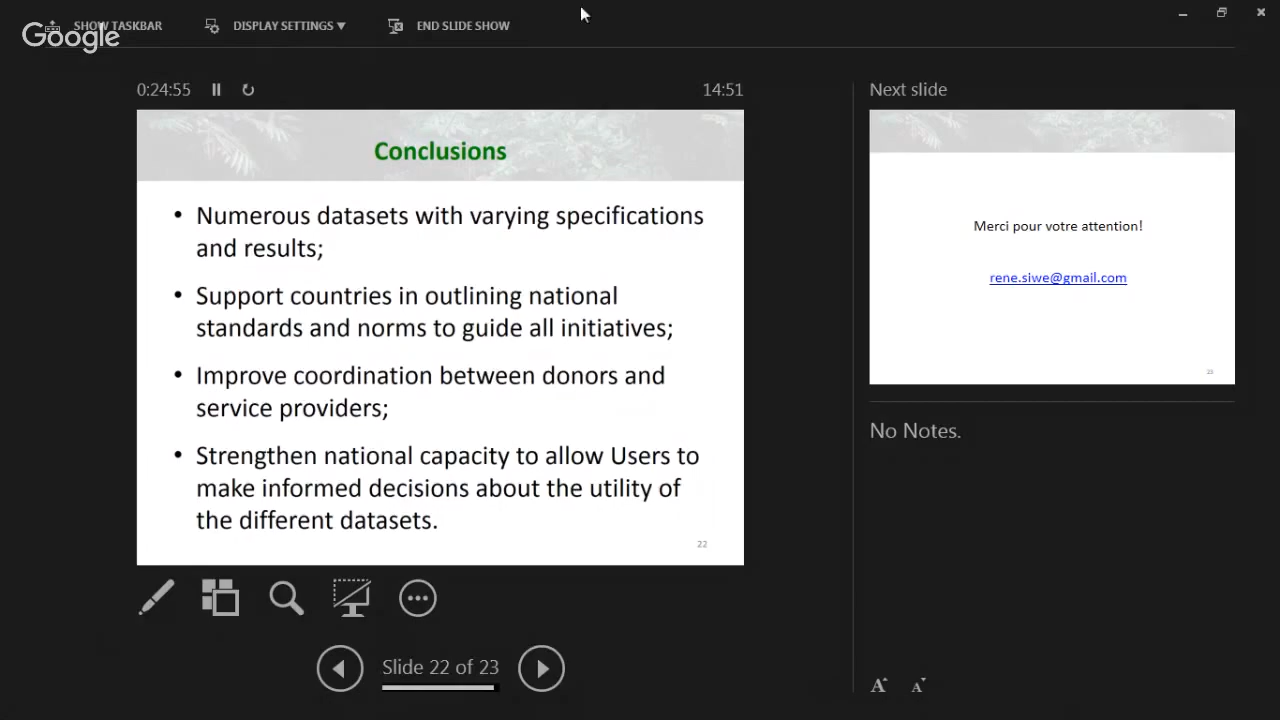 SHOW TASKBAR DISPLAY SETTINGS ▼ END SLIDE SHOW
Google
0:24:55 14:51 Next slide
Conclusions
• Numerous datasets with varying specifications
and results;
• Support countries in outlining national
standards and norms to guide all initiatives;
• Improve coordination between donors and
service providers;
• Strengthen national capacity to allow Users to
make informed decisions about the utility of
the different datasets.
22
Merci pour votre attention!
rene.siwe@gmail.com
23
No Notes.
Slide 22 of 23
A A